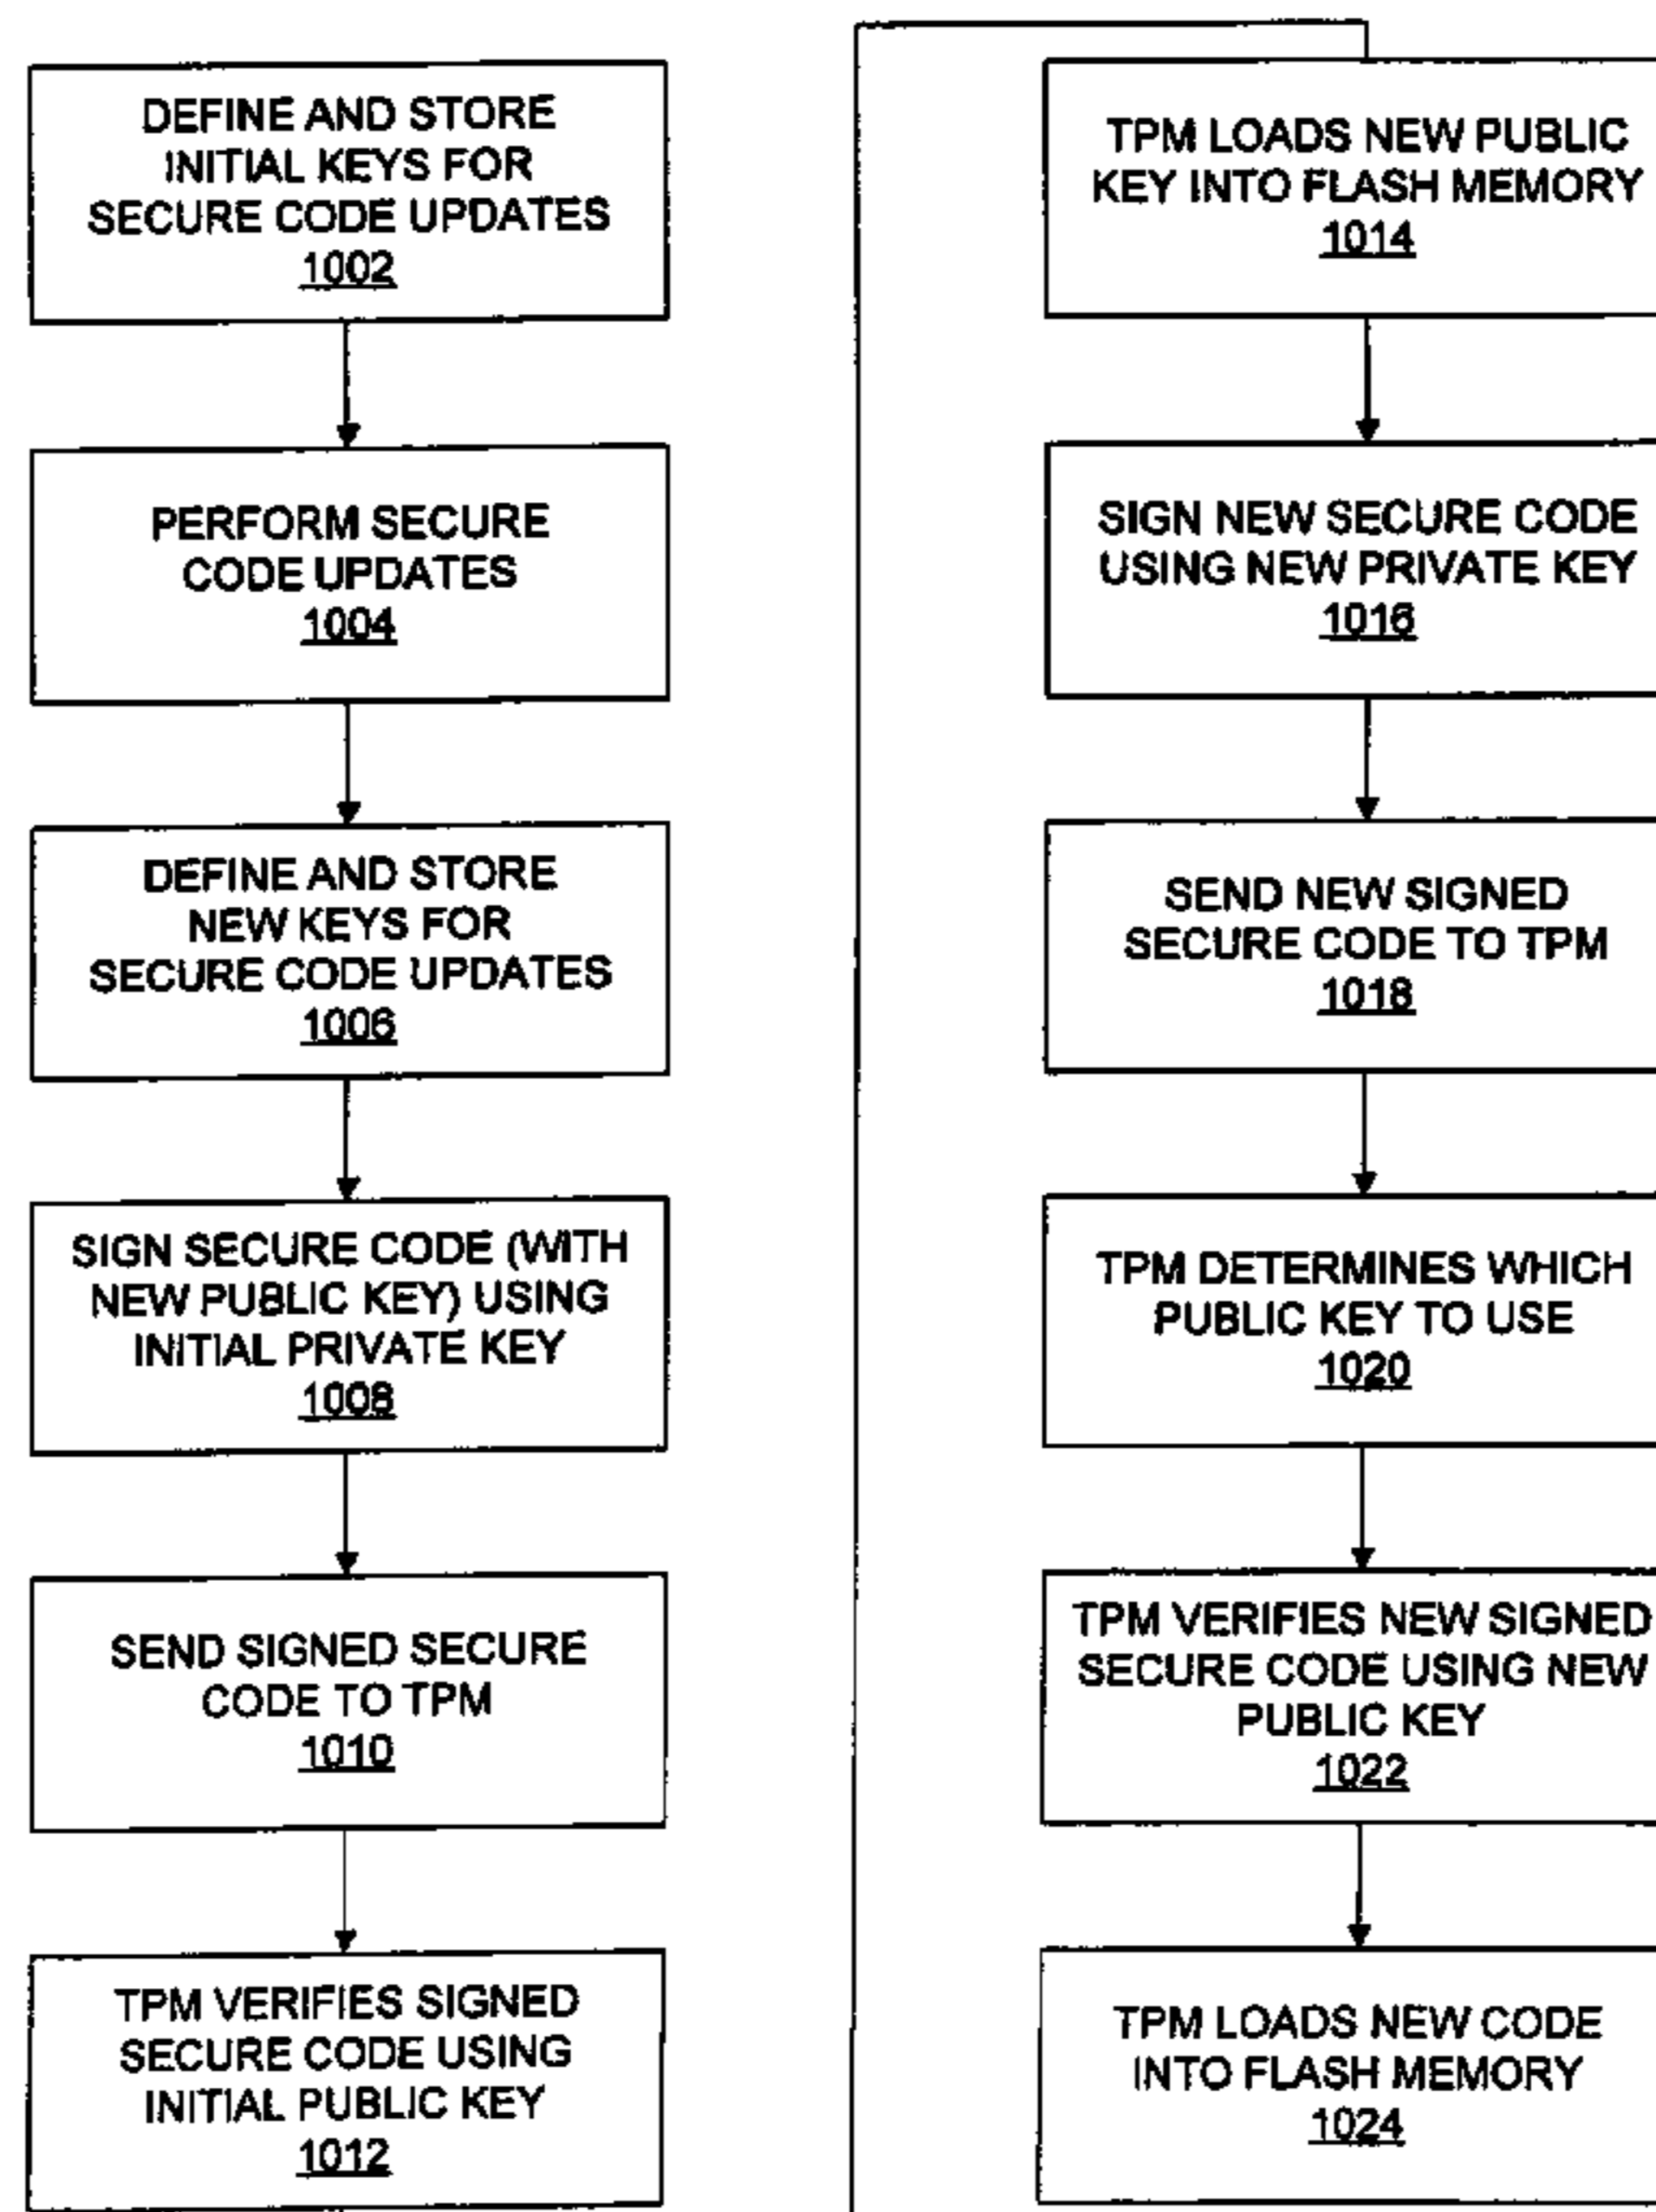 DEFINE AND STORE
INITIAL KEYS FOR
SECURE CODE UPDATES
1002
PERFORM SECURE
CODE UPDATES
1004
DEFINE AND STORE
NEW KEYS FOR
SECURE CODE UPDATES
1006
SIGN SECURE CODE (WITH
NEW PUBLIC KEY) USING
INITIAL PRIVATE KEY
1008
SEND SIGNED SECURE
CODE TO TPM
1010
TPM VERIFIES SIGNED
SECURE CODE USING
INITIAL PUBLIC KEY
1012
TPM LOADS NEW PUBLIC
KEY INTO FLASH MEMORY
1014
SIGN NEW SECURE CODE
USING NEW PRIVATE KEY
1016
SEND NEW SIGNED
SECURE CODE TO TPM
1018
TPM DETERMINES WHICH
PUBLIC KEY TO USE
1020
TPM VERIFIES NEW SIGNED
SECURE CODE USING NEW
PUBLIC KEY
1022
TPM LOADS NEW CODE
INTO FLASH MEMORY
1024